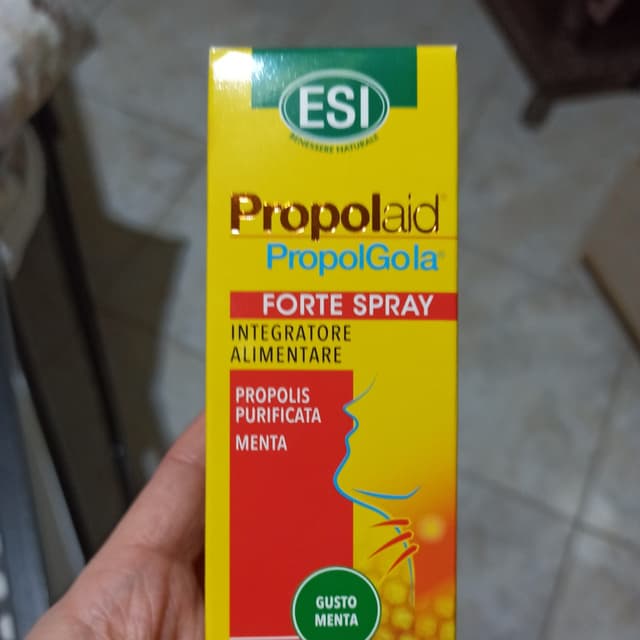 ESI
BENESSERE NATURALE
Propolaid®
PropolGola®
FORTE SPRAY
INTEGRATORE
ALIMENTARE
PROPOLIS
PURIFICATA
MENTA
GUSTO
MENTA